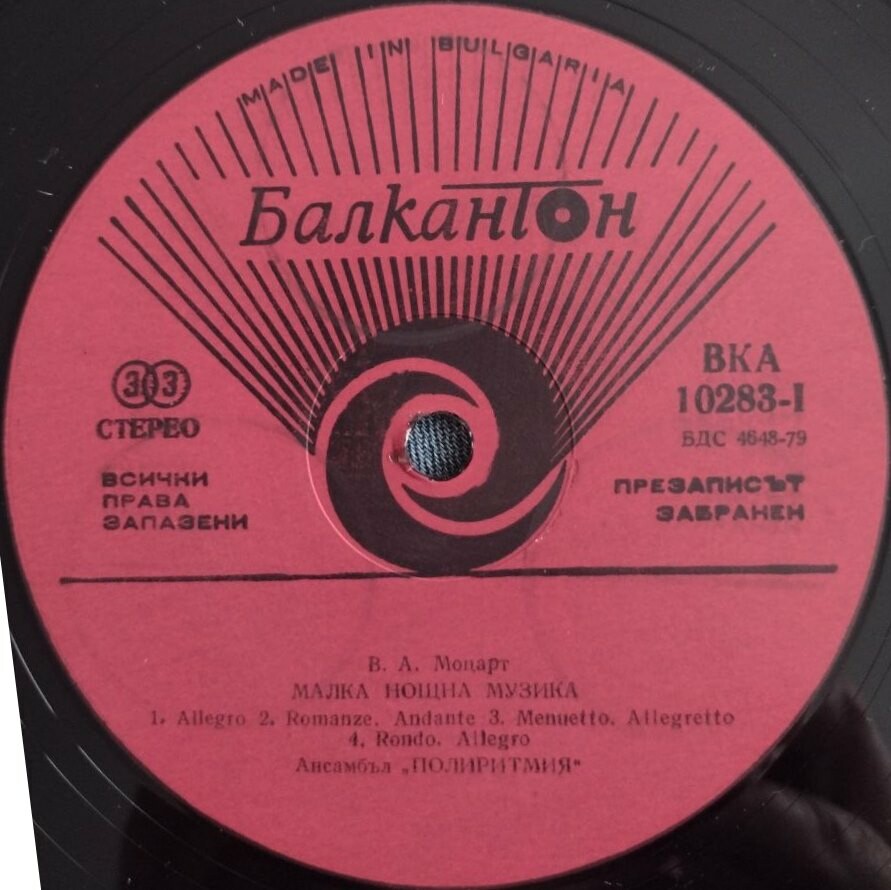 MADE IN BULGARIA
Балкантон
33
СТЕРЕО
ВСИЧКИ
ПРАВА
ЗАПАЗЕНИ
ВКА
10283-I
БДС 4648-79
ПРЕЗАПИСЪТ
ЗАБРАНЕН
В. А. Моцарт
МАЛКА НОЩНА МУЗИКА
1. Allegro 2. Romanze. Andante 3. Menuetto. Allegretto
4. Rondo. Allegro
Ансамбъл „ПОЛИРИТМИЯ“